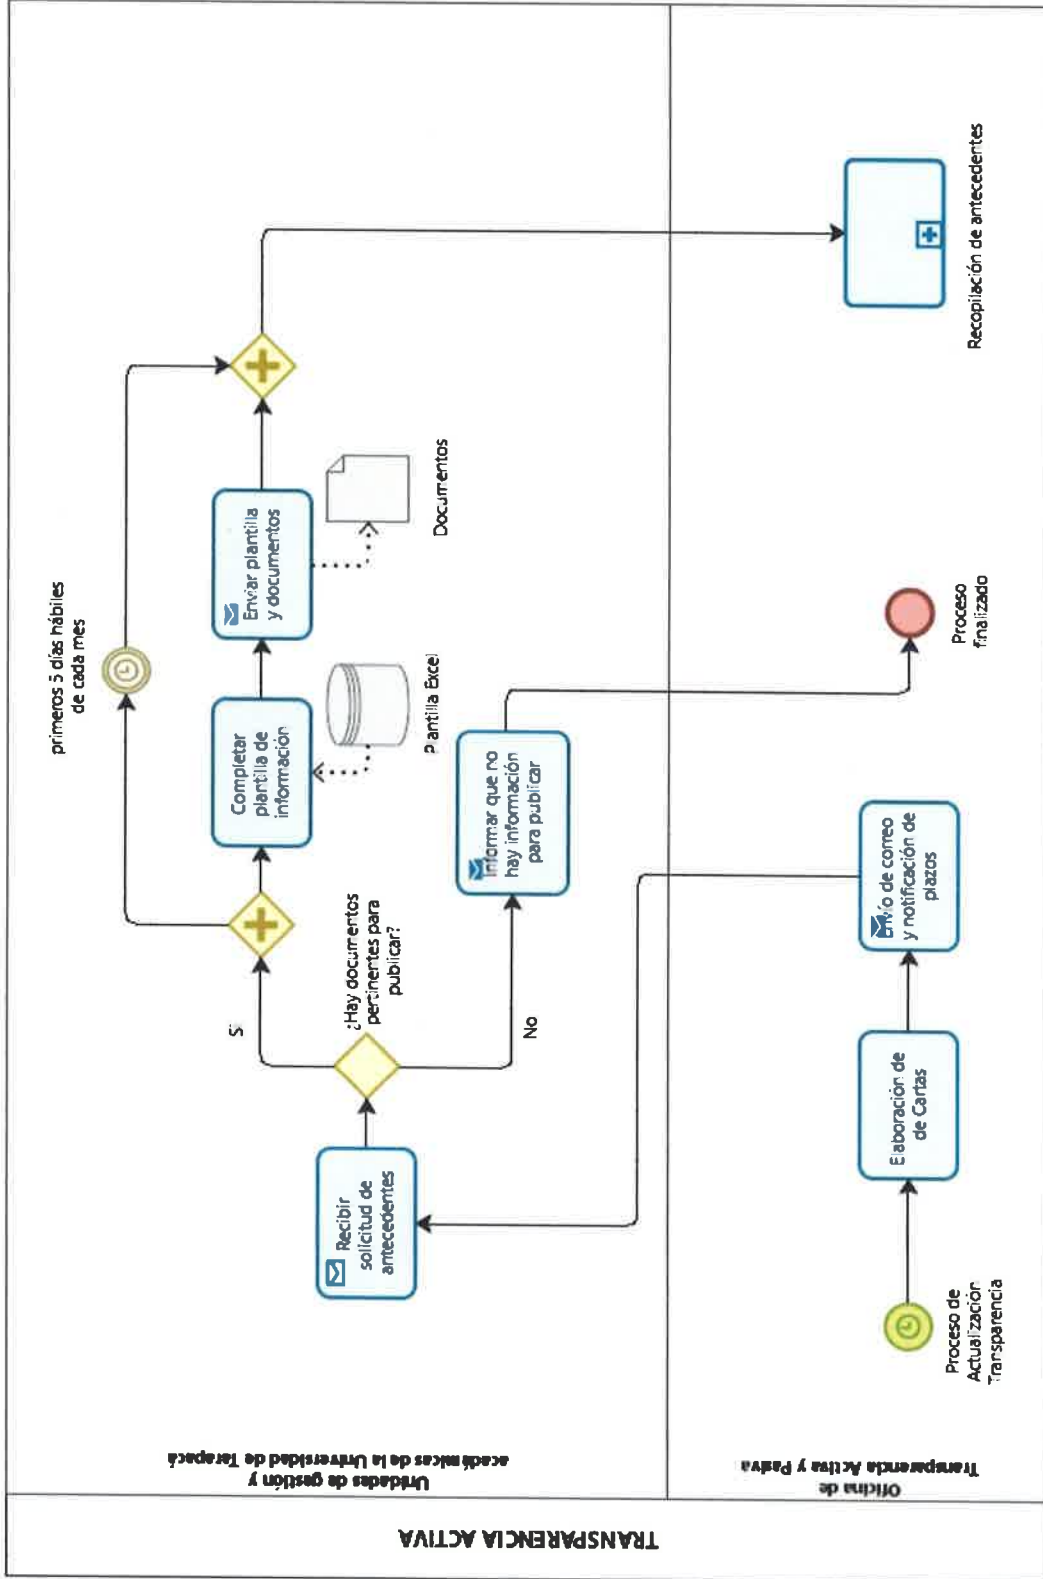 TRANSPARENCIA ACTIVA
Unidades de gestión y
académicas de la Universidad de Tarapacá
Oficina de
Transparencia Activa y Pasiva
Proceso de
Actualización
Transparencia
Elaboración de
de Cartas
Envío de correo
y notificación de
plazos
Recibir
solicitud de
antecedentes
¿Hay documentos
pertinentes para
publicar?
Si
No
Completar
plantilla de
información
Plantilla Excel
Enviar plantilla
y documentos
Documentos
primeros 5 días hábiles
de cada mes
Informar que no
hay información
para publicar
Proceso
finalizado
Recopilación de antecedentes